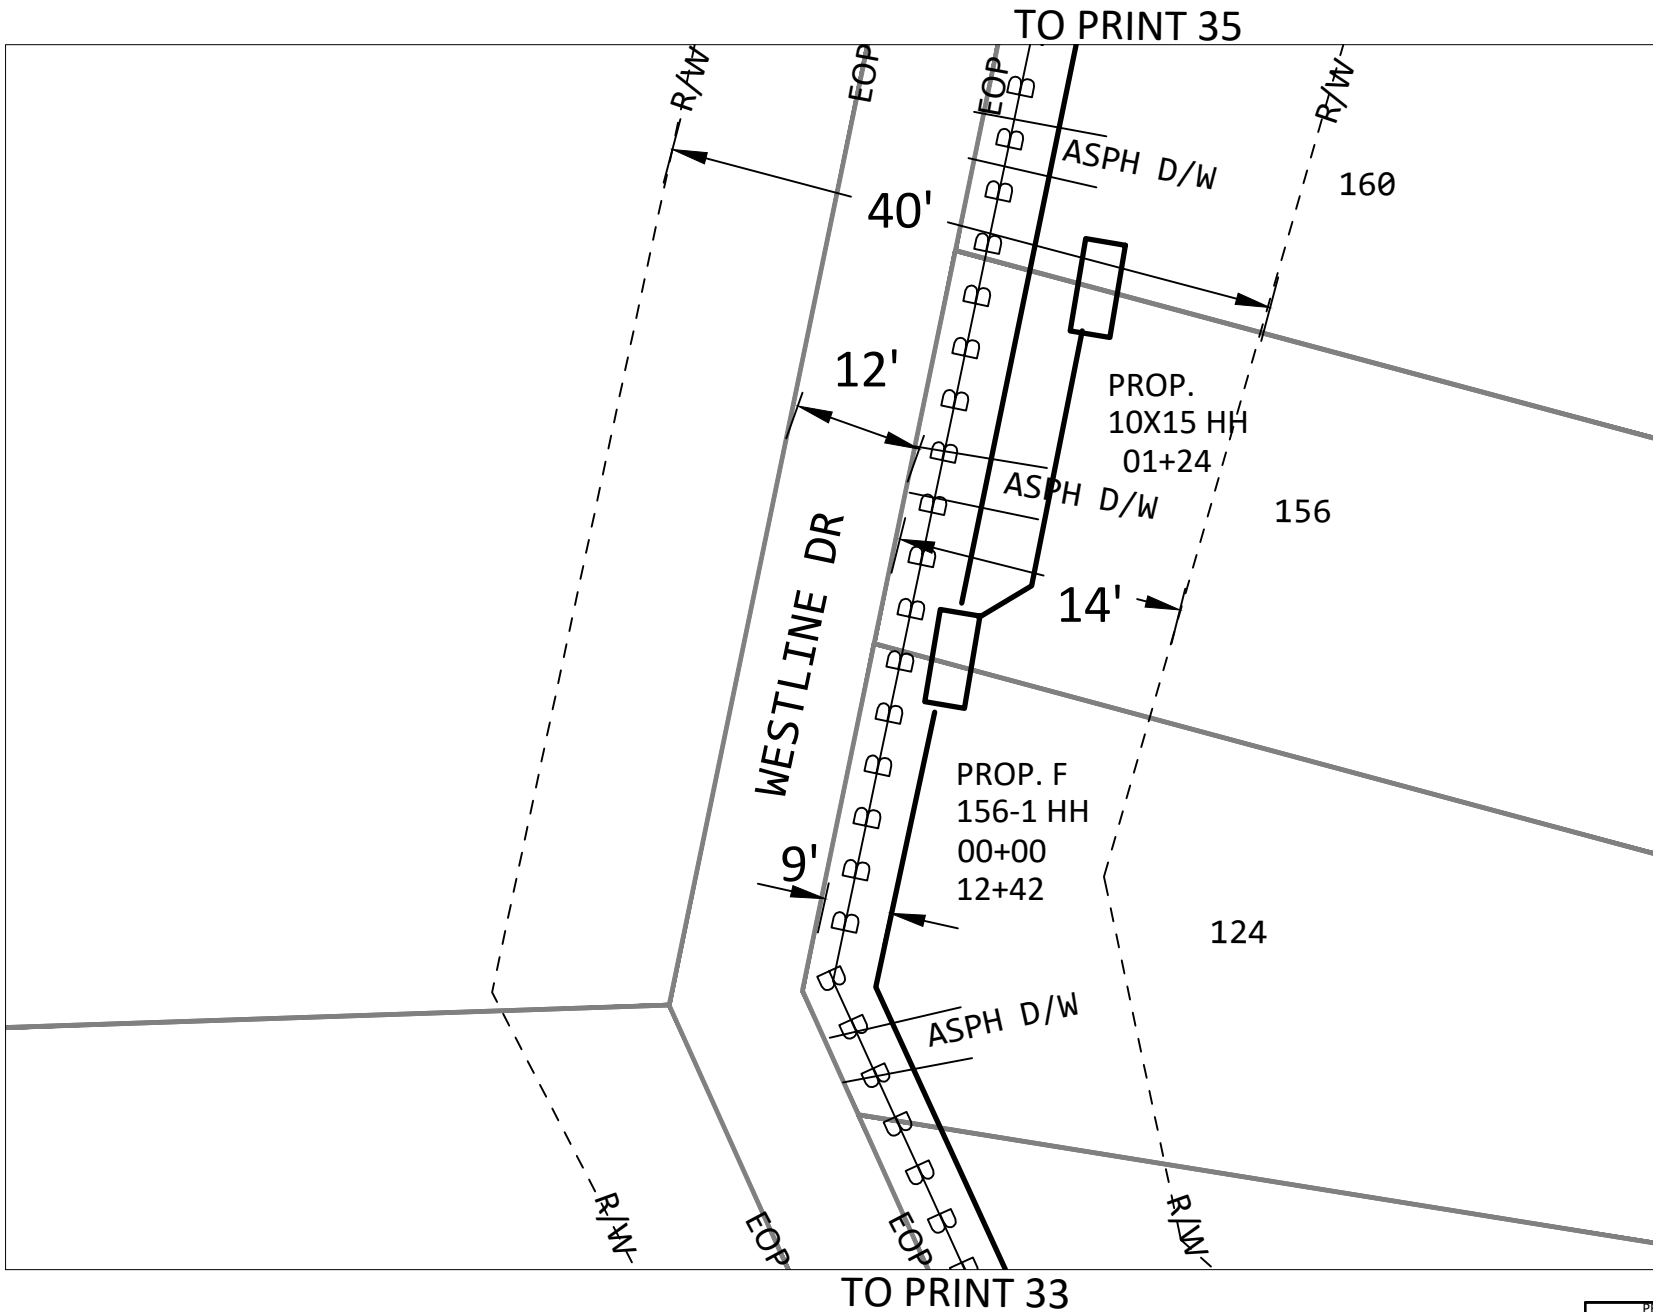 TO PRINT 35
R/W
EOP
EOP
R/W
B
B
ASPH D/W
B
160
40'
B
B
12'
B
PROP.
10X15 HH
01+24
B
B
ASPH D/W
B
156
WESTLINE DR
B
14'
B
B
B
PROP. F
156-1 HH
00+00
12+42
B
B
9'
B
B
124
B
ASPH D/W
B
B
B
B
R/W
EOP
EOP
B
R/W
B
TO PRINT 33